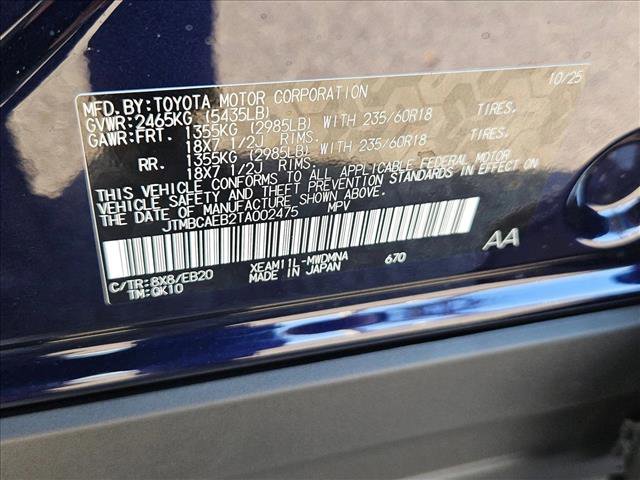 10/25
MFD.BY:TOYOTA MOTOR CORPORATION
GVWR:2465KG (5435LB)
GAWR:FRT. 1355KG (2985LB) WITH 235/60R18 TIRES.
18X7 1/2J RIMS.
RR. 1355KG (2985LB) WITH 235/60R18 TIRES.
18X7 1/2J RIMS.
THIS VEHICLE CONFORMS TO ALL APPLICABLE FEDERAL MOTOR
VEHICLE SAFETY AND THEFT PREVENTION STANDARDS IN EFFECT ON
THE DATE OF MANUFACTURE SHOWN ABOVE.
JTMBCAEB2TA002475 MPV
C/TR:8X8/EB20 XEAM11L-MWDMNA 670 AA
TM:QK10 MADE IN JAPAN